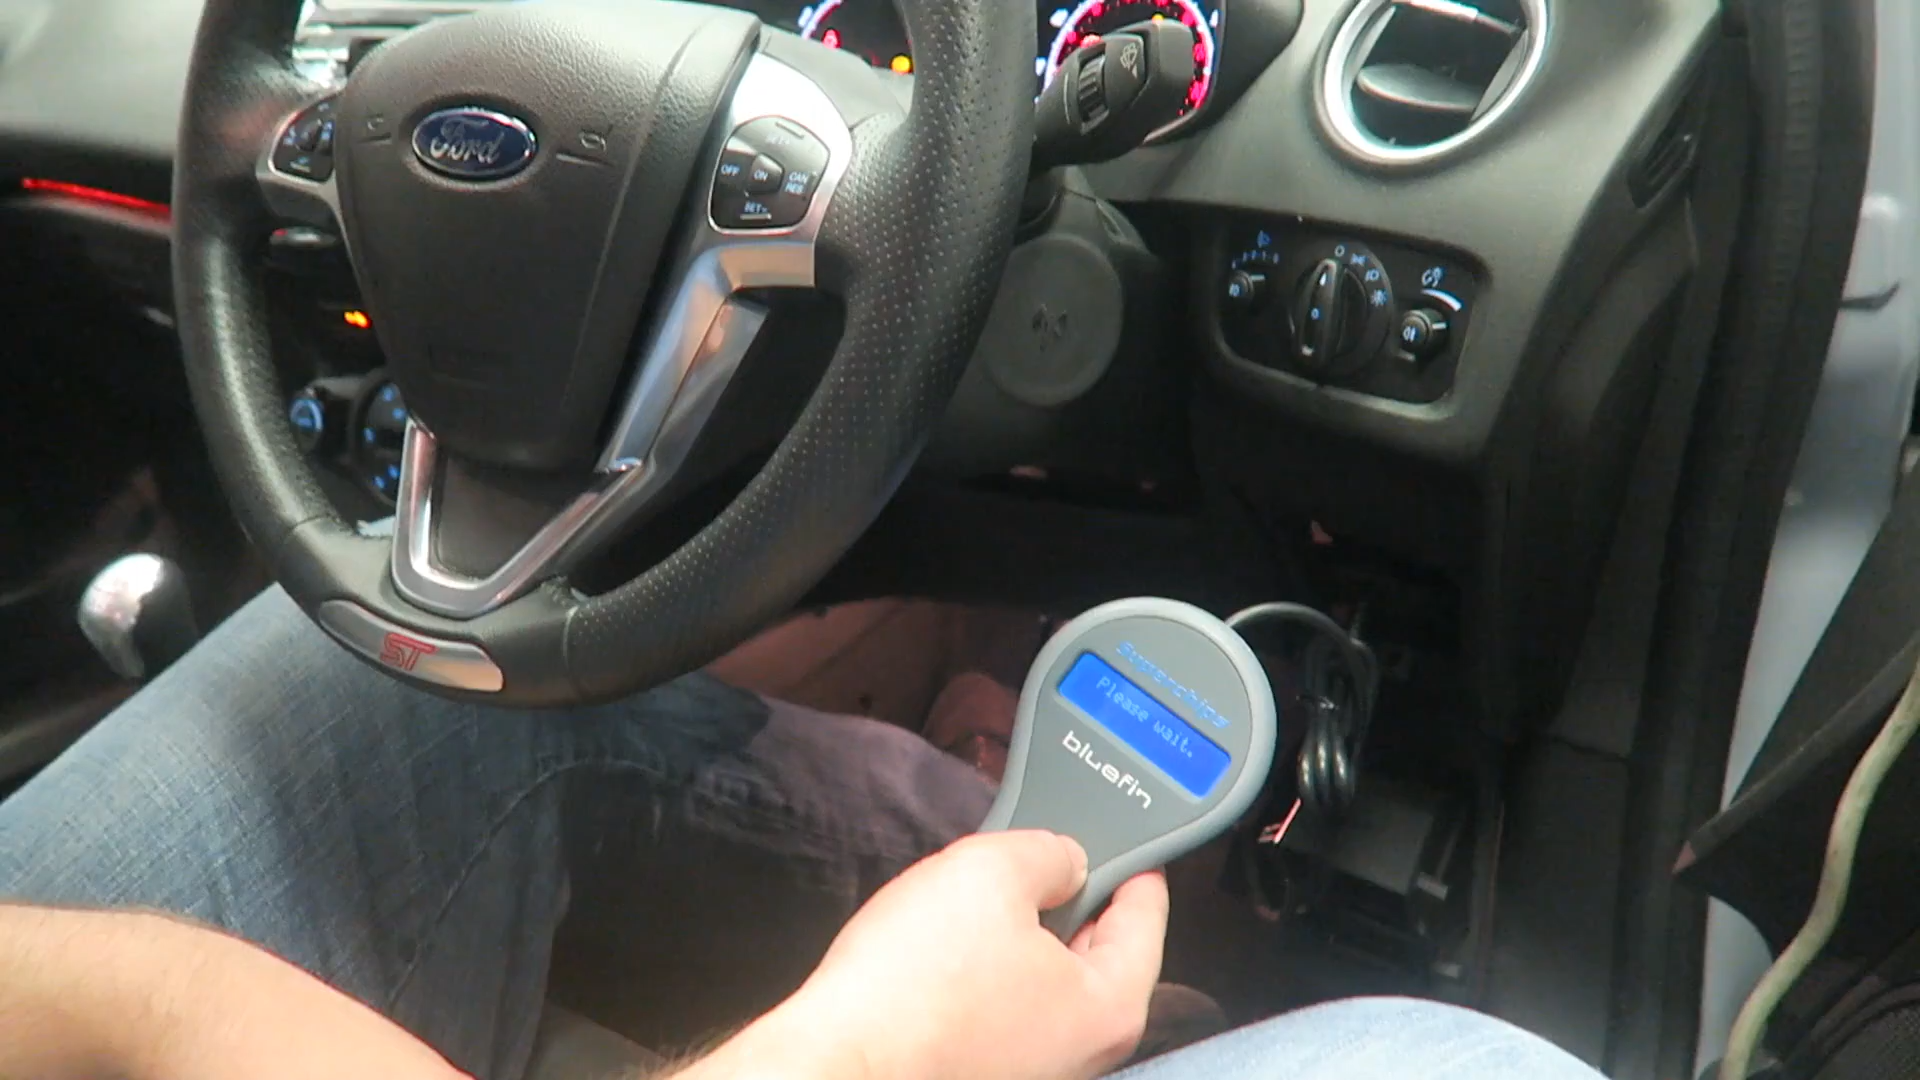 Ford
OFF
ON
CAN
RES
SET-
ST
Superchips
Please wait.
bluefin